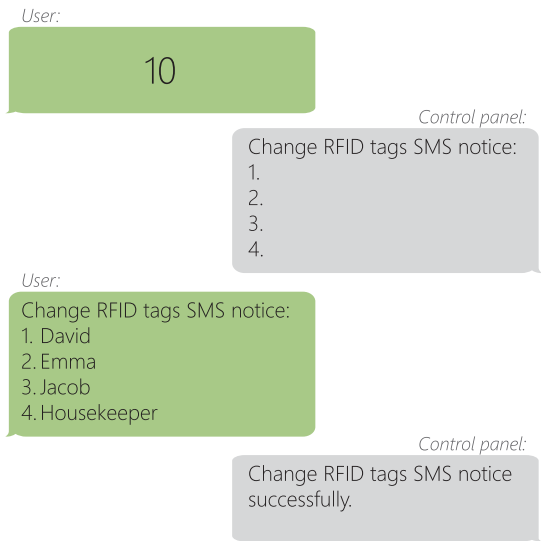 User:
10
Control panel:
Change RFID tags SMS notice:
1.
2.
3.
4.
User:
Change RFID tags SMS notice:
1. David
2. Emma
3. Jacob
4. Housekeeper
Control panel:
Change RFID tags SMS notice
successfully.